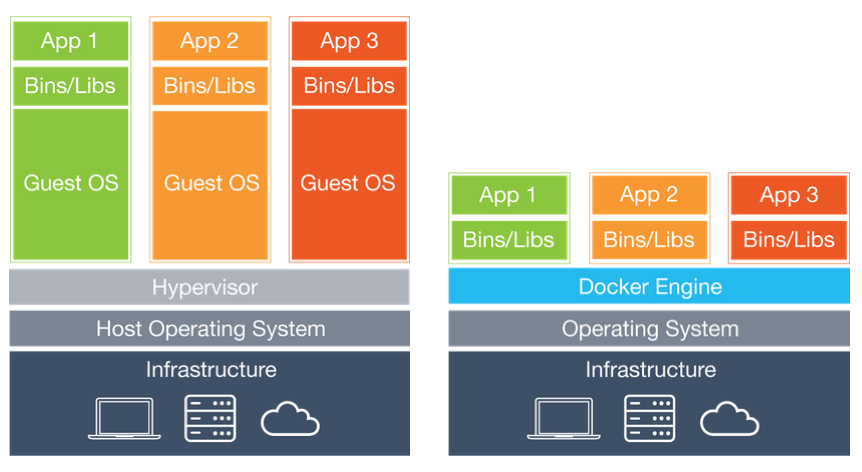 App 1
App 2
App 3
Bins/Libs
Bins/Libs
Bins/Libs
Guest OS
Guest OS
Guest OS
Hypervisor
Host Operating System
Infrastructure
App 1
App 2
App 3
Bins/Libs
Bins/Libs
Bins/Libs
Docker Engine
Operating System
Infrastructure